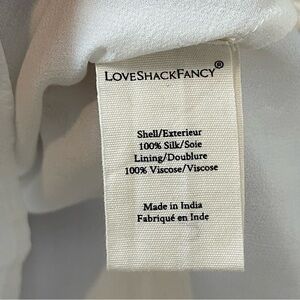 LoveShackFancy®
Shell/Exterieur
100% Silk/Soie
Lining/Doublure
100% Viscose/Viscose
Made in India
Fabriqué en Inde